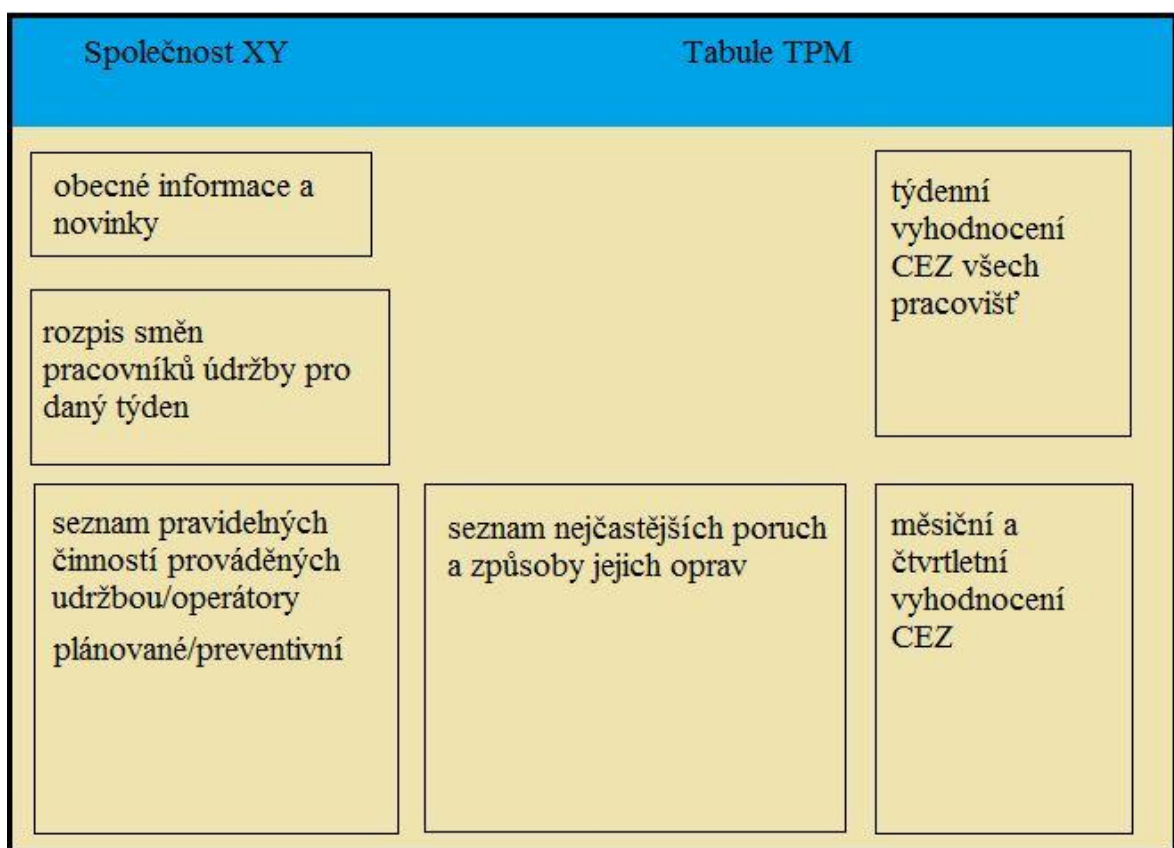 Společnost XY
Tabule TPM
obecné informace a
novinky
rozpis směn
pracovníků údržby pro
daný týden
seznam pravidelných
činností prováděných
udržbou/operátory
plánované/preventivní
seznam nejčastějších poruch
a způsoby jejich oprav
týdenní
vyhodnocení
CEZ všech
pracovišť
měsiční a
čtvrtletní
vyhodnocení
CEZ